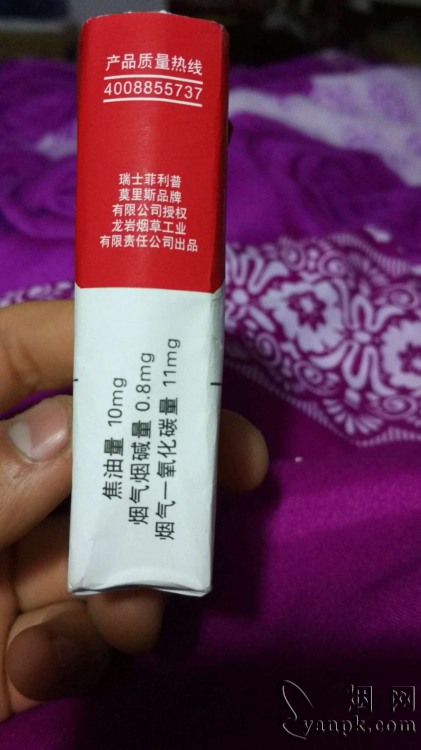 产品质量热线
4008855737
瑞士菲利普
莫里斯品牌
有限公司授权
龙岩烟草工业
有限责任公司出品
焦油量 10mg
烟气烟碱量 0.8mg
烟气一氧化碳量 11mg
烟网
yanpk.com